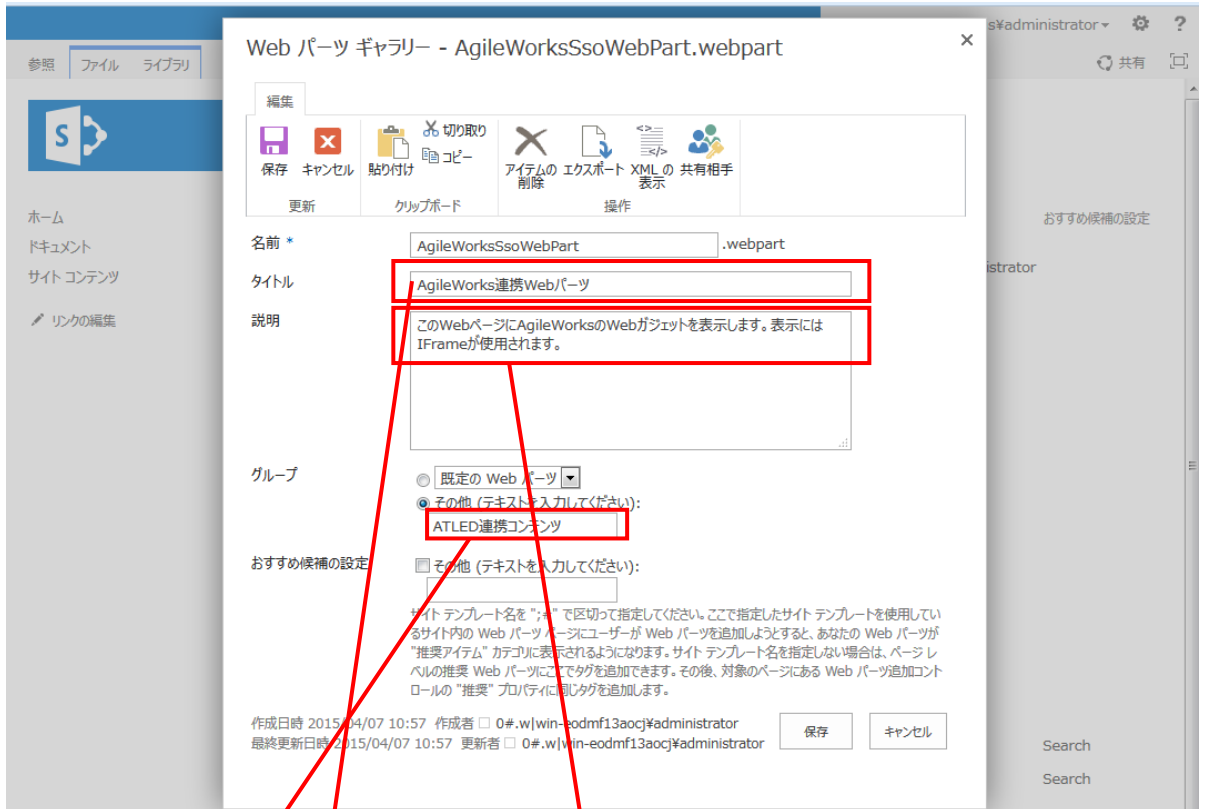 s¥administrator
?
Web パーツ ギャラリー - AgileWorksSsoWebPart.webpart
参照 ファイル ライブラリ
共有
編集
保存 キャンセル 貼り付け 切り取り コピー アイテムの削除 エクスポート XML の表示 共有相手
更新 クリップボード 操作
S
ホーム
ドキュメント
サイト コンテンツ
リンクの編集
おすすめ候補の設定
istrator
名前 * AgileWorksSsoWebPart .webpart
タイトル AgileWorks連携Webパーツ
説明 このWebページにAgileWorksのWebガジェットを表示します。表示には
IFrameが使用されます。
グループ 既定の Web パーツ
その他 (テキストを入力してください):
ATLED連携コンテンツ
おすすめ候補の設定 その他 (テキストを入力してください):
サイト テンプレート名を ";#" で区切って指定してください。ここで指定したサイト テンプレートを使用してい
るサイト内の Web パーツ ページにユーザーが Web パーツを追加しようとすると、あなたの Web パーツが
"推奨アイテム" カテゴリに表示されるようになります。サイト テンプレート名を指定しない場合は、ページ レ
ベルの推奨 Web パーツにここでタグを追加できます。その後、対象のページにある Web パーツ追加コント
ロールの "推奨" プロパティに同じタグを追加します。
作成日時 2015/04/07 10:57 作成者 0#.w|win-eodmf13aocj¥administrator
最終更新日時 2015/04/07 10:57 更新者 0#.w|win-eodmf13aocj¥administrator
保存 キャンセル
Search
Search